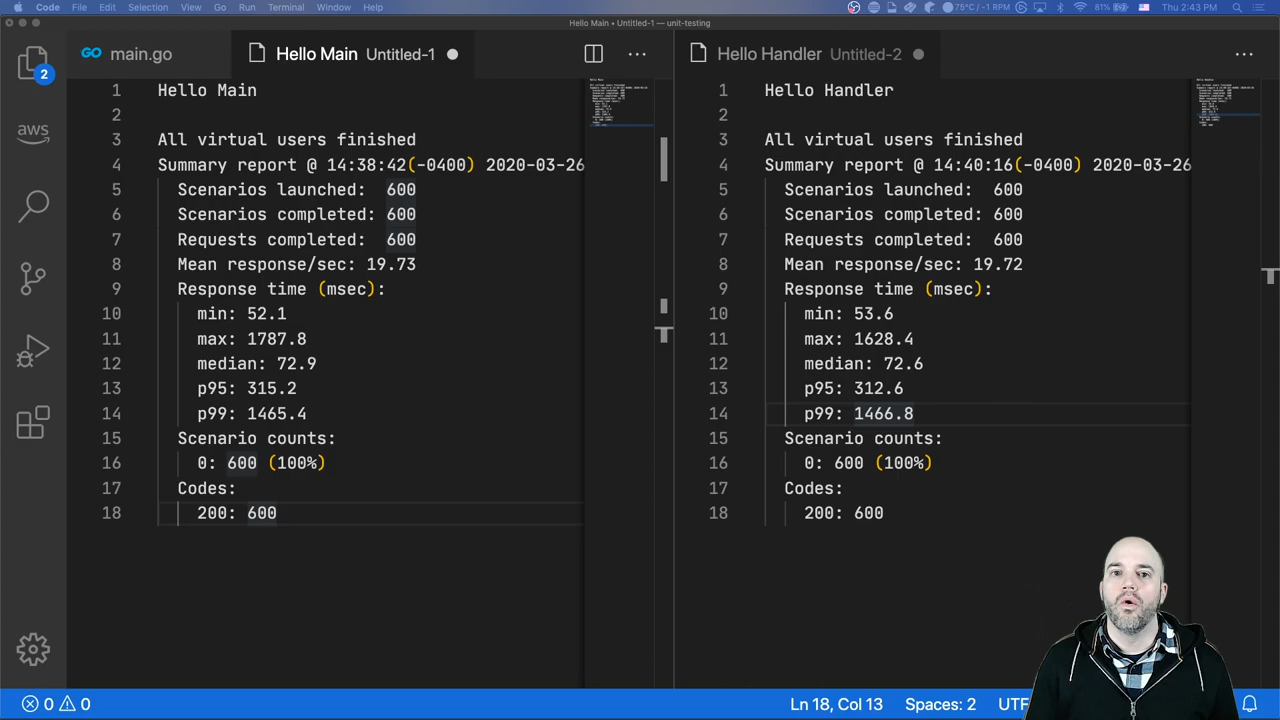 Code File Edit Selection View Go Run Terminal Window Help 75°C / -1 RPM 81% Thu 2:43 PM
Hello Main • Untitled-1 — unit-testing
GO main.go Hello Main Untitled-1 ● ··· Hello Handler Untitled-2 ● ···
2
aws
1 Hello Main
2
3 All virtual users finished
4 Summary report @ 14:38:42(-0400) 2020-03-26
5 Scenarios launched: 600
6 Scenarios completed: 600
7 Requests completed: 600
8 Mean response/sec: 19.73
9 Response time (msec):
10 min: 52.1
11 max: 1787.8
12 median: 72.9
13 p95: 315.2
14 p99: 1465.4
15 Scenario counts:
16 0: 600 (100%)
17 Codes:
18 200: 600
1 Hello Handler
2
3 All virtual users finished
4 Summary report @ 14:40:16(-0400) 2020-03-26
5 Scenarios launched: 600
6 Scenarios completed: 600
7 Requests completed: 600
8 Mean response/sec: 19.72
9 Response time (msec):
10 min: 53.6
11 max: 1628.4
12 median: 72.6
13 p95: 312.6
14 p99: 1466.8
15 Scenario counts:
16 0: 600 (100%)
17 Codes:
18 200: 600
0 0 Ln 18, Col 13 Spaces: 2 UTF